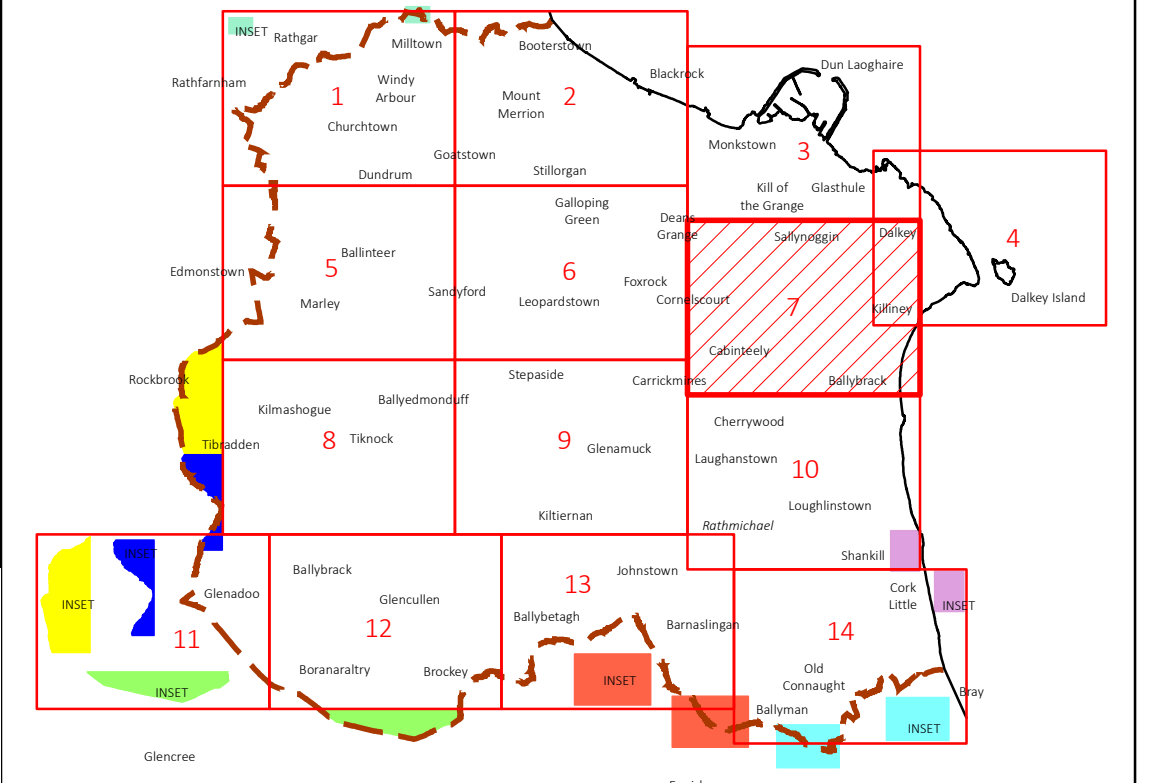 INSET
Rathgar
Milltown
Booterstown
Rathfarnham
Windy
Arbour
1
Churchtown
Goatstown
Dundrum
Mount
Merrion
2
Stillorgan
Blackrock
Dun Laoghaire
Monkstown
3
Kill of
the Grange
Glasthule
4
Dalkey
Dalkey Island
Killiney
Edmonstown
5
Ballinteer
Marley
Sandyford
Galloping
Green
6
Leopardstown
Foxrock
Deans
Grange
Cornelscourt
Sallynoggin
7
Cabinteely
Ballybrack
Carrickmines
Rockbrook
Tibradden
Kilmashogue
Ballyedmonduff
8
Tiknock
Stepaside
9
Glenamuck
Kiltiernan
Cherrywood
Laughanstown
10
Loughlinstown
Rathmichael
Shankill
INSET
INSET
Glenadoo
11
INSET
Ballybrack
Glencullen
12
Boranaraltry
Brockey
13
Johnstown
Ballybetagh
Barnaslingan
INSET
Cork
Little
INSET
14
Old
Connaught
Ballyman
INSET
Bray
Glencree